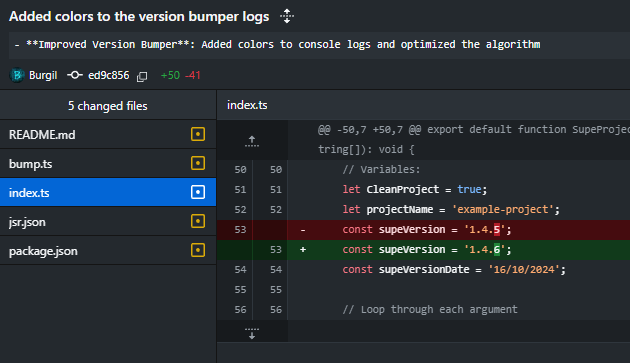 Added colors to the version bumper logs
- **Improved Version Bumper**: Added colors to console logs and optimized the algorithm
Burgil ed9c856 +50 -41
5 changed files
README.md
bump.ts
index.ts
jsr.json
package.json
index.ts
@@ -50,7 +50,7 @@ export default function SupeProjec
tring[]): void {
50 50 // Variables:
51 51 let CleanProject = true;
52 52 let projectName = 'example-project';
53 - const supeVersion = '1.4.5';
53 + const supeVersion = '1.4.6';
54 54 const supeVersionDate = '16/10/2024';
55 55
56 56 // Loop through each argument